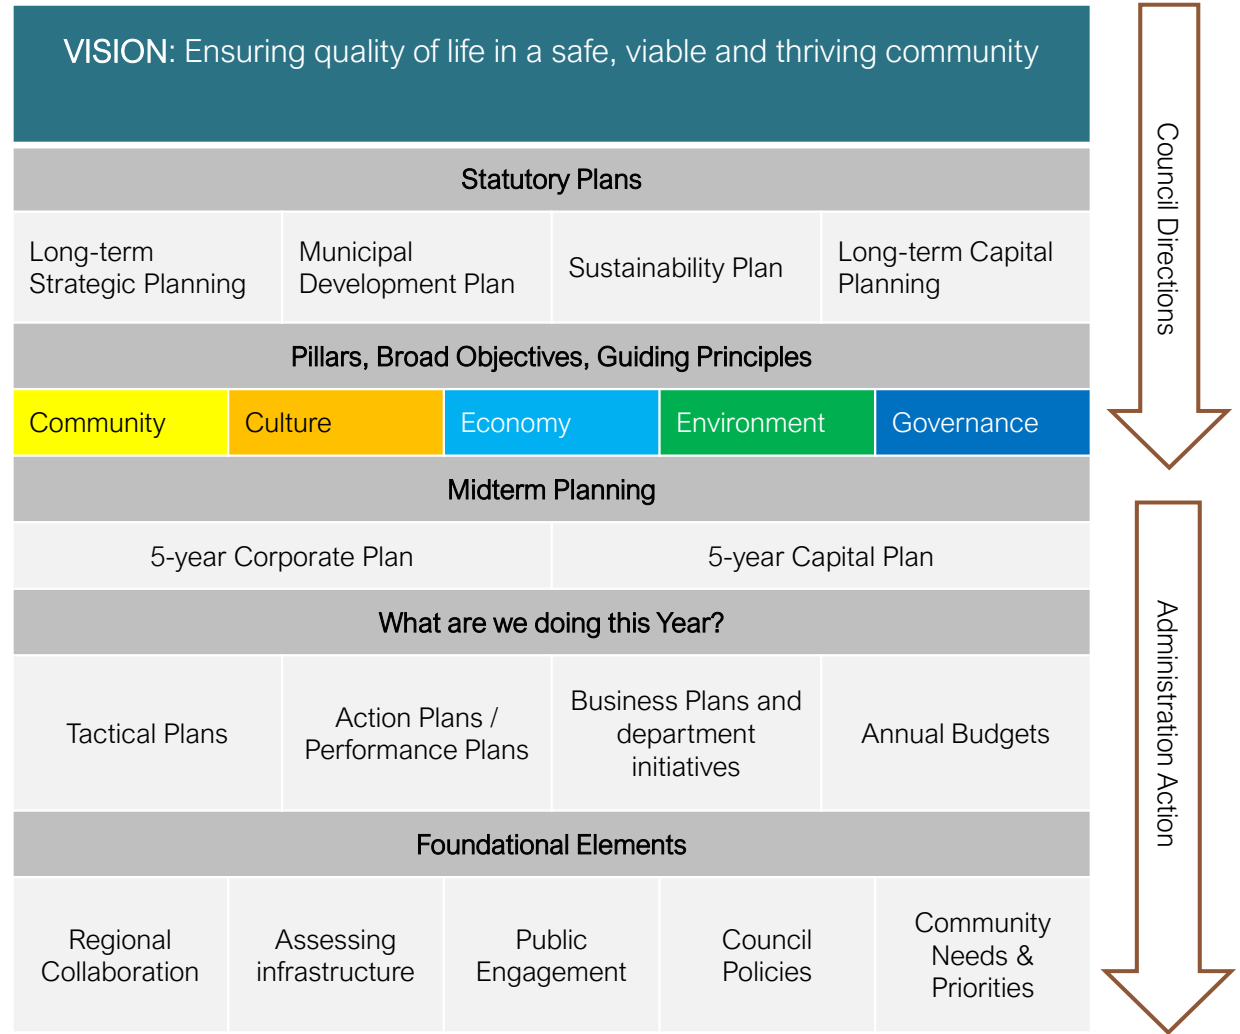 VISION: Ensuring quality of life in a safe, viable and thriving community
Statutory Plans
Long-term
Strategic Planning
Municipal
Development Plan
Sustainability Plan
Long-term Capital
Planning
Pillars, Broad Objectives, Guiding Principles
Community
Culture
Economy
Environment
Governance
Midterm Planning
5-year Corporate Plan
5-year Capital Plan
What are we doing this Year?
Tactical Plans
Action Plans /
Performance Plans
Business Plans and
department
initiatives
Annual Budgets
Foundational Elements
Regional
Collaboration
Assessing
infrastructure
Public
Engagement
Council
Policies
Community
Needs &
Priorities
Council Directions
Administration Action